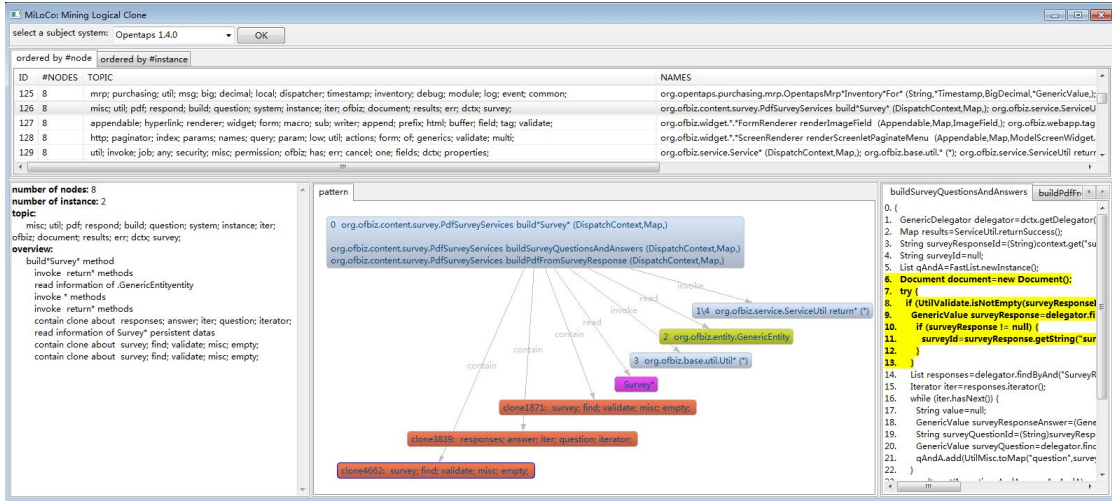 MiLoCo: Mining Logical Clone
select a subject system: Opentaps 1.4.0 OK
ordered by #node ordered by #instance
ID #NODES TOPIC NAMES
125 8 mrp; purchasing; util; msg; big; decimal; local; dispatcher; timestamp; inventory; debug; module; log; event; common; org.opentaps.purchasing.mrp.OpentapsMrp*Inventory*For* (String,*Timestamp,BigDecimal,*GenericValue,);
126 8 misc; util; pdf; respond; build; question; system; instance; iter; ofbiz; document; results; err; dctx; survey; org.ofbiz.content.survey.PdfSurveyServices build*Survey* (DispatchContext,Map,); org.ofbiz.service.ServiceU
127 8 appendable; hyperlink; renderer; widget; form; macro; sub; writer; append; prefix; html; buffer; field; tag; validate; org.ofbiz.widget.*.*FormRenderer renderImageField (Appendable,Map,ImageField,); org.ofbiz.webapp.tag
128 8 http; paginator; index; params; names; query; param; low; util; actions; form; of; generics; validate; multi; org.ofbiz.widget.*.*ScreenRenderer renderScreenletPaginateMenu (Appendable,Map,ModelScreenWidget.
129 8 util; invoke; job; any; security; misc; permission; ofbiz; has; err; cancel; one; fields; dctx; properties; org.ofbiz.service.Service* (DispatchContext,Map,); org.ofbiz.base.util.* (*); org.ofbiz.service.ServiceUtil return
number of nodes: 8
number of instance: 2
topic:
misc; util; pdf; respond; build; question; system; instance; iter;
ofbiz; document; results; err; dctx; survey;
overview:
build*Survey* method
invoke return* methods
read information of .GenericEntityentity
invoke * methods
invoke return* methods
contain clone about responses; answer; iter; question; iterator;
read information of Survey* persistent datas
contain clone about survey; find; validate; misc; empty;
contain clone about survey; find; validate; misc; empty;
pattern
0 org.ofbiz.content.survey.PdfSurveyServices build*Survey* (DispatchContext,Map,)
org.ofbiz.content.survey.PdfSurveyServices buildSurveyQuestionsAndAnswers (DispatchContext,Map,)
org.ofbiz.content.survey.PdfSurveyServices buildPdfFromSurveyResponse (DispatchContext,Map,)
invoke
read
invoke
read
contain
contain
contain
1\4 org.ofbiz.service.ServiceUtil return* (*)
2 org.ofbiz.entity.GenericEntity
3 org.ofbiz.base.util.Util* (*)
Survey*
clone1871: survey; find; validate; misc; empty;
clone3839: responses; answer; iter; question; iterator;
clone4662: survey; find; validate; misc; empty;
buildSurveyQuestionsAndAnswers buildPdfFr
0. {
1. GenericDelegator delegator=dctx.getDelegator(
2. Map results=ServiceUtil.returnSuccess();
3. String surveyResponseId=(String)context.get("su
4. String surveyId=null;
5. List qAndA=FastList.newInstance();
6. Document document=new Document();
7. try {
8. if (UtilValidate.isNotEmpty(surveyResponseI
9. GenericValue surveyResponse=delegator.fi
10. if (surveyResponse != null) {
11. surveyId=surveyResponse.getString("sur
12. }
13. }
14. List responses=delegator.findByAnd("SurveyR
15. Iterator iter=responses.iterator();
16. while (iter.hasNext()) {
17. String value=null;
18. GenericValue surveyResponseAnswer=(Gene
19. String surveyQuestionId=(String)surveyResp
20. GenericValue surveyQuestion=delegator.finc
21. qAndA.add(UtilMisc.toMap("question",survey
22. }